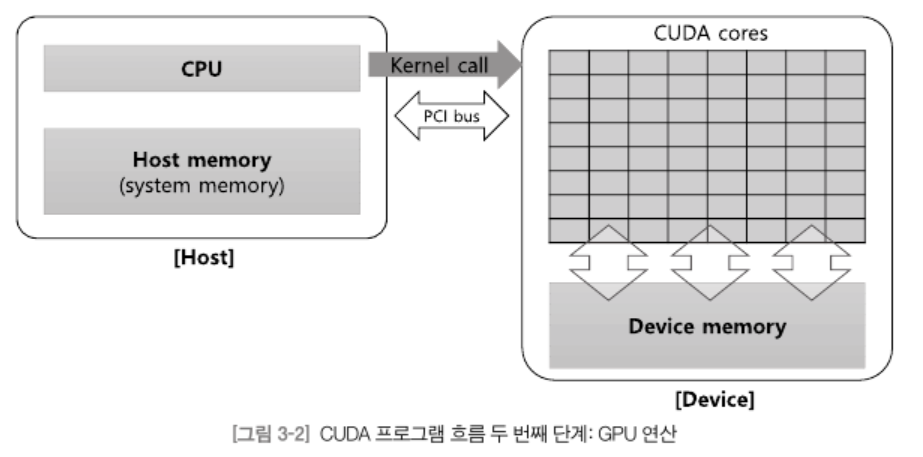 CPU
Host memory
(system memory)
[Host]
Kernel call
PCI bus
CUDA cores
Device memory
[Device]
[그림 3-2] CUDA 프로그램 흐름 두 번째 단계: GPU 연산